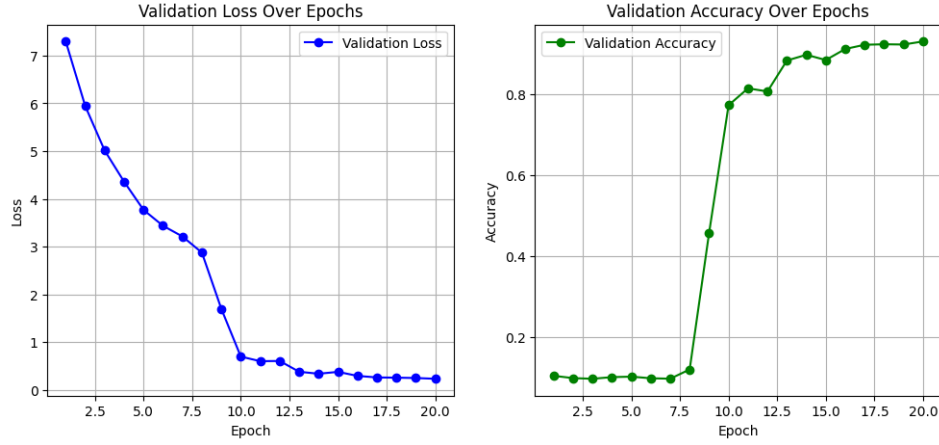 Validation Loss Over Epochs
Validation Loss
Loss
7
6
5
4
3
2
1
0
2.5 5.0 7.5 10.0 12.5 15.0 17.5 20.0
Epoch
Validation Accuracy Over Epochs
Validation Accuracy
Accuracy
0.8
0.6
0.4
0.2
2.5 5.0 7.5 10.0 12.5 15.0 17.5 20.0
Epoch